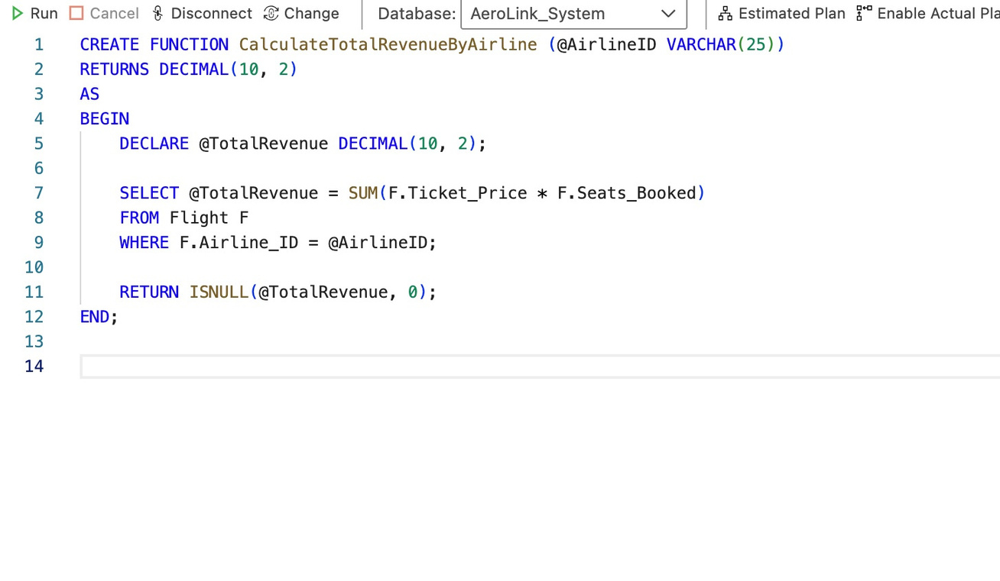 Run Cancel Disconnect Change Database: AeroLink_System Estimated Plan Enable Actual Pla
1 CREATE FUNCTION CalculateTotalRevenueByAirline (@AirlineID VARCHAR(25))
2 RETURNS DECIMAL(10, 2)
3 AS
4 BEGIN
5 DECLARE @TotalRevenue DECIMAL(10, 2);
6
7 SELECT @TotalRevenue = SUM(F.Ticket_Price * F.Seats_Booked)
8 FROM Flight F
9 WHERE F.Airline_ID = @AirlineID;
10
11 RETURN ISNULL(@TotalRevenue, 0);
12 END;
13
14